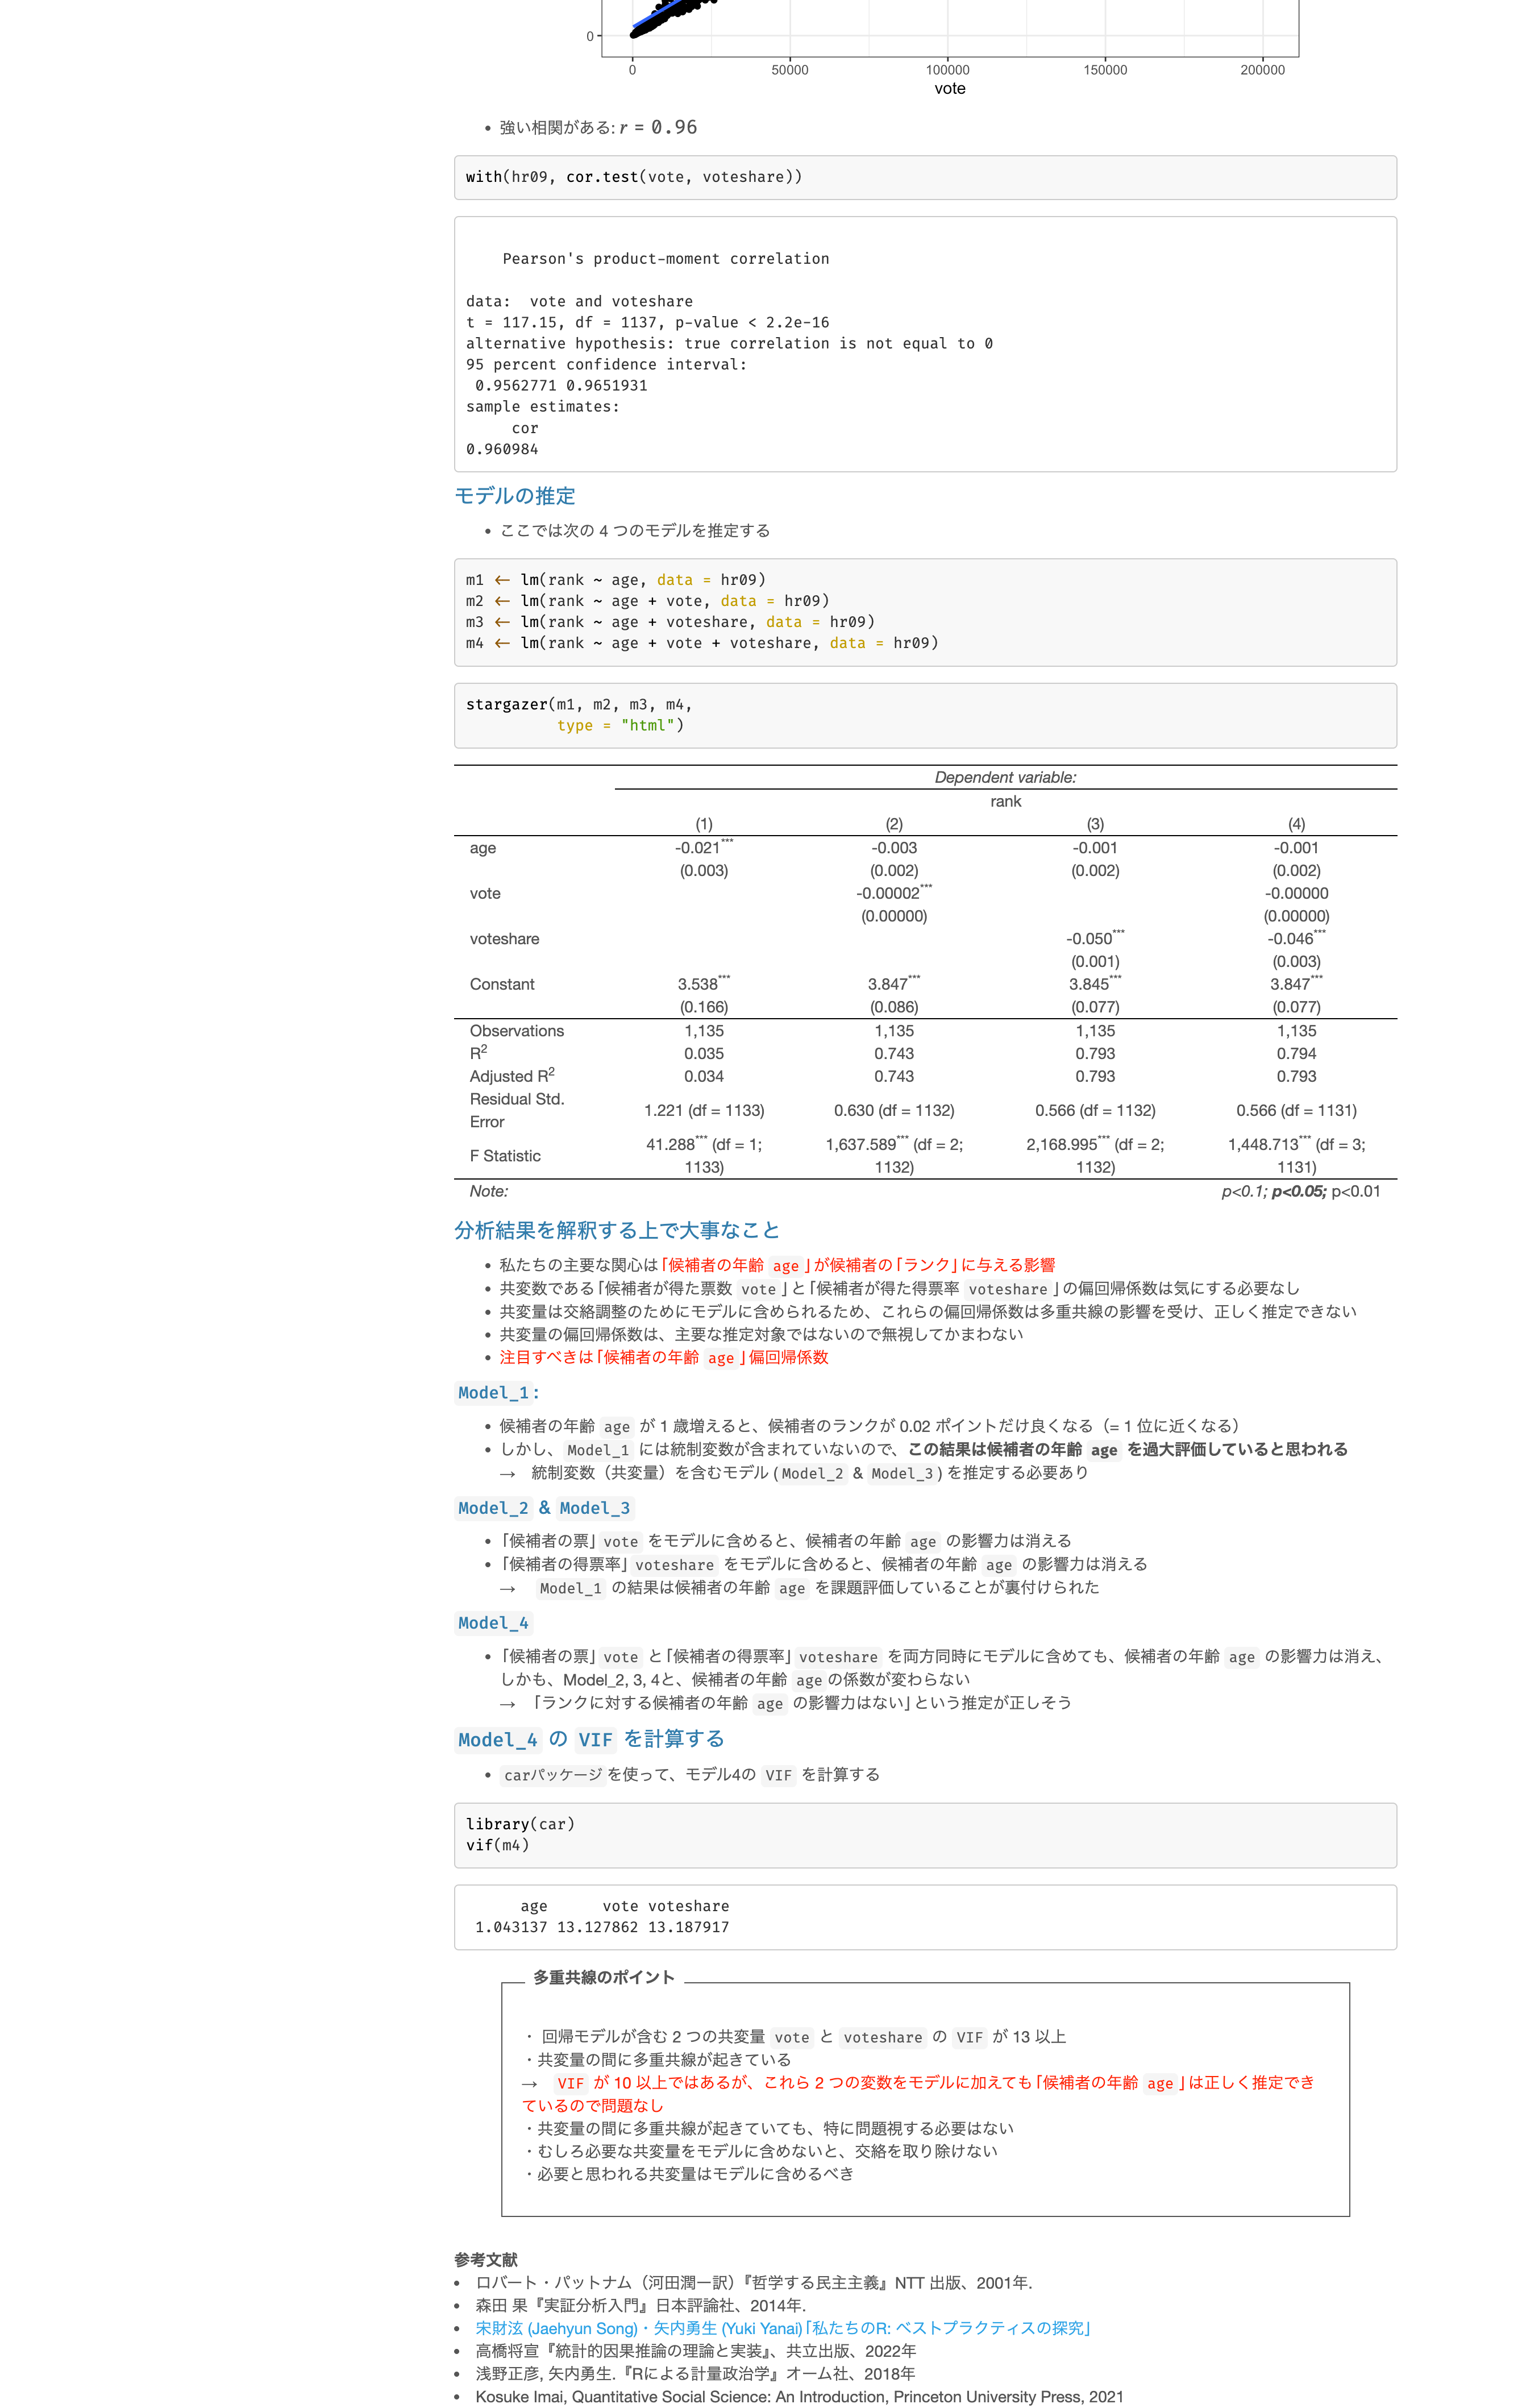 0
0 50000 100000 150000 200000
vote
• 強い相関がある: r = 0.96
with(hr09, cor.test(vote, voteshare))
Pearson's product-moment correlation
data:  vote and voteshare
t = 117.15, df = 1137, p-value < 2.2e-16
alternative hypothesis: true correlation is not equal to 0
95 percent confidence interval:
0.9562771 0.9651931
sample estimates:
cor
0.960984
モデルの推定
• ここでは次の 4 つのモデルを推定する
m1 <- lm(rank ~ age, data = hr09)
m2 <- lm(rank ~ age + vote, data = hr09)
m3 <- lm(rank ~ age + voteshare, data = hr09)
m4 <- lm(rank ~ age + vote + voteshare, data = hr09)
stargazer(m1, m2, m3, m4,
type = "html")
Dependent variable:
rank
(1) (2) (3) (4)
age -0.021*** -0.003 -0.001 -0.001
(0.003) (0.002) (0.002) (0.002)
vote -0.00002*** -0.00000
(0.00000) (0.00000)
voteshare -0.050*** -0.046***
(0.001) (0.003)
Constant 3.538*** 3.847*** 3.845*** 3.847***
(0.166) (0.086) (0.077) (0.077)
Observations 1,135 1,135 1,135 1,135
R2 0.035 0.743 0.793 0.794
Adjusted R2 0.034 0.743 0.793 0.793
Residual Std.
Error 1.221 (df = 1133) 0.630 (df = 1132) 0.566 (df = 1132) 0.566 (df = 1131)
F Statistic 41.288*** (df = 1; 1,637.589*** (df = 2; 2,168.995*** (df = 2; 1,448.713*** (df = 3;
1133) 1132) 1132) 1131)
Note: p<0.1; p<0.05; p<0.01
分析結果を解釈する上で大事なこと
• 私たちの主要な関心は「候補者の年齢 age」が候補者の「ランク」に与える影響
• 共変数である「候補者が得た票数 vote」と「候補者が得た得票率 voteshare」の偏回帰係数は気にする必要なし
• 共変量は交絡調整のためにモデルに含められるため、これらの偏回帰係数は多重共線の影響を受け、正しく推定できない
• 共変量の偏回帰係数は、主要な推定対象ではないので無視してかまわない
• 注目すべきは「候補者の年齢 age」偏回帰係数
Model_1:
• 候補者の年齢 age が 1 歳増えると、候補者のランクが 0.02 ポイントだけ良くなる（= 1 位に近くなる）
• しかし、Model_1 には統制変数が含まれていないので、この結果は候補者の年齢 age を過大評価していると思われる
→ 統制変数（共変量）を含むモデル (Model_2 & Model_3) を推定する必要あり
Model_2 & Model_3
• 「候補者の票」vote をモデルに含めると、候補者の年齢 age の影響力は消える
• 「候補者の得票率」voteshare をモデルに含めると、候補者の年齢 age の影響力は消える
→ Model_1 の結果は候補者の年齢 age を課題評価していることが裏付けられた
Model_4
• 「候補者の票」vote と「候補者の得票率」voteshare を両方同時にモデルに含めても、候補者の年齢 age の影響力は消え、
しかも、Model_2, 3, 4と、候補者の年齢 age の係数が変わらない
→ 「ランクに対する候補者の年齢 age の影響力はない」という推定が正しそう
Model_4 の VIF を計算する
• carパッケージを使って、モデル4の VIF を計算する
library(car)
vif(m4)
age vote voteshare
1.043137 13.127862 13.187917
多重共線のポイント
・ 回帰モデルが含む 2 つの共変量 vote と voteshare の VIF が 13 以上
・共変量の間に多重共線が起きている
→ VIF が 10 以上ではあるが、これら 2 つの変数をモデルに加えても「候補者の年齢 age」は正しく推定でき
ているので問題なし
・共変量の間に多重共線が起きていても、特に問題視する必要はない
・むしろ必要な共変量をモデルに含めないと、交絡を取り除けない
・必要と思われる共変量はモデルに含めるべき
参考文献
• ロバート・パットナム（河田潤一訳）『哲学する民主主義』NTT 出版、2001年.
• 森田 果『実証分析入門』日本評論社、2014年.
• 宋財泫 (Jaehyun Song)・矢内勇生 (Yuki Yanai)「私たちのR: ベストプラクティスの探究」
• 高橋将宣『統計的因果推論の理論と実装』、共立出版、2022年
• 浅野正彦, 矢内勇生.『Rによる計量政治学』オーム社、2018年
• Kosuke Imai, Quantitative Social Science: An Introduction, Princeton University Press, 2021